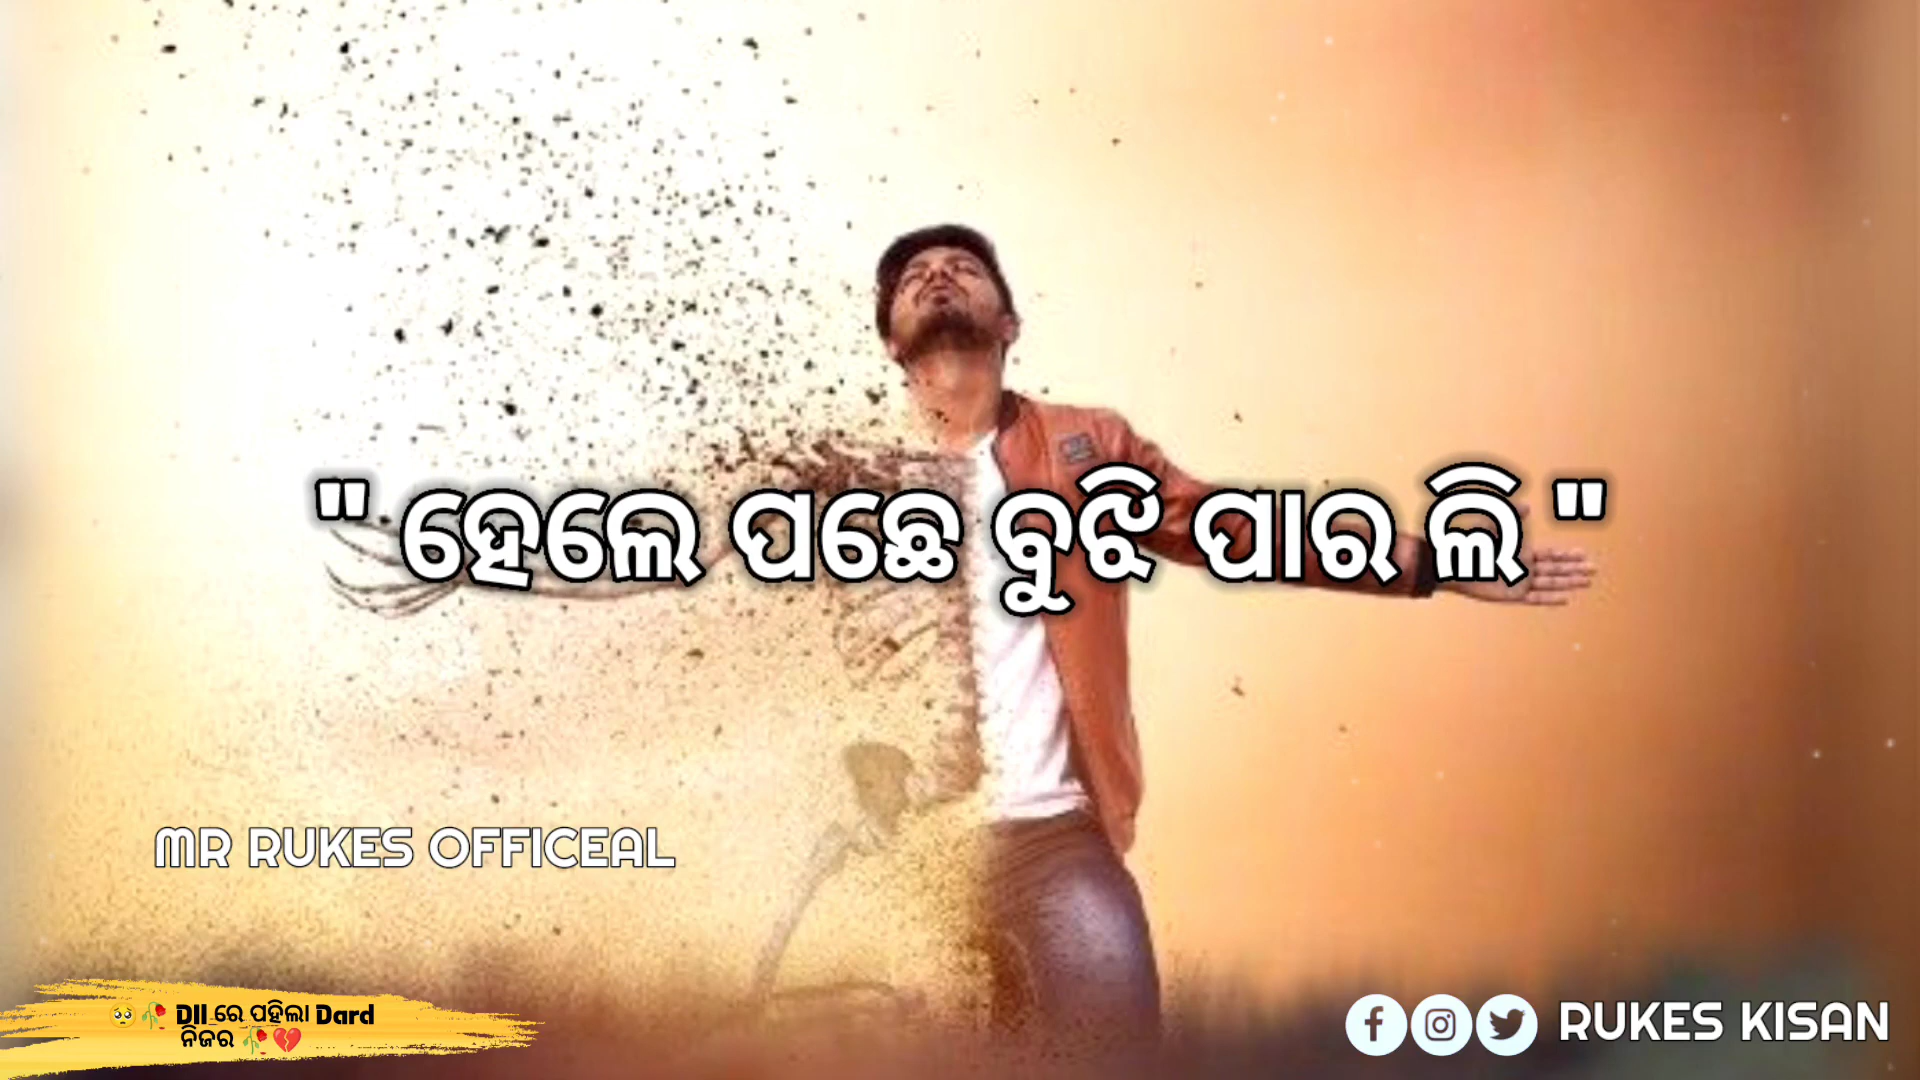 " ହେଲେ ପଛେ ବୁଝି ପାର ଲି "
MR RUKES OFFICEAL
🥺🥀 Dil ରେ ପହିଲା Dard
ନିଜର 🥀💔
RUKES KISAN